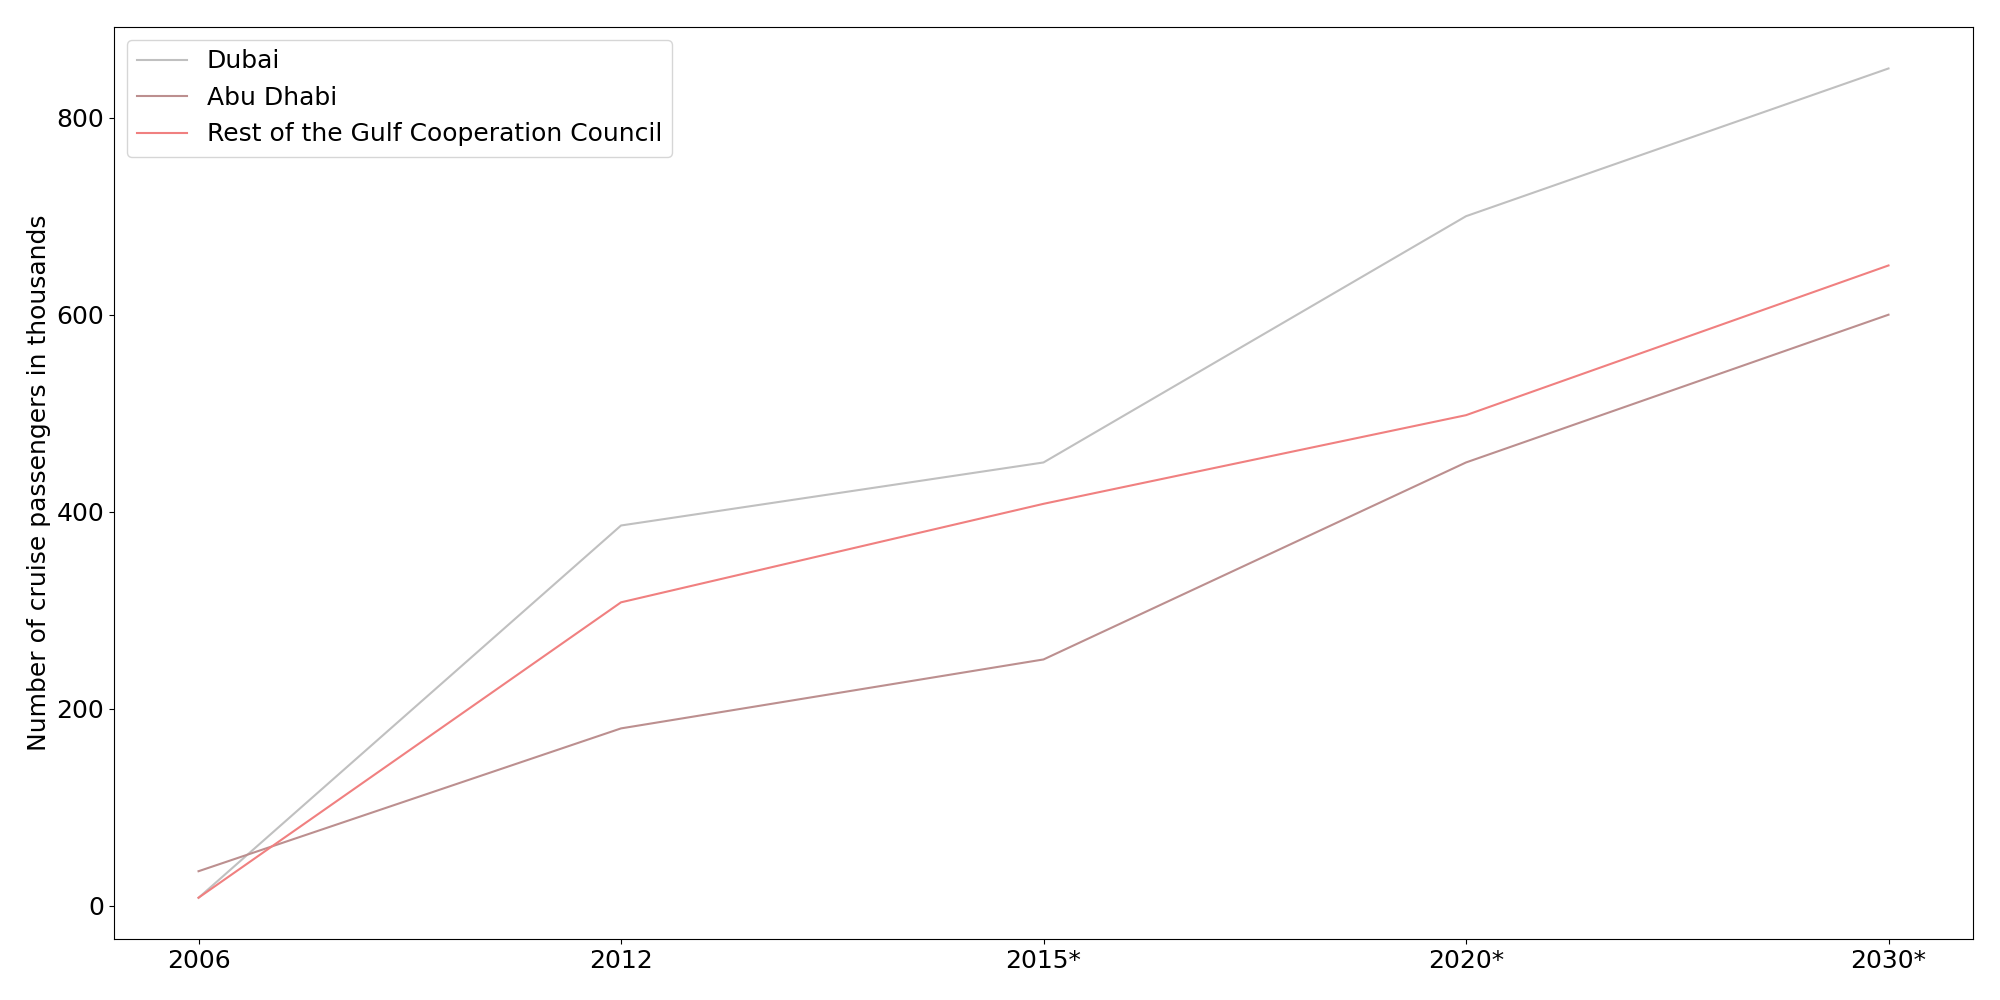 Dubai
Abu Dhabi
Rest of the Gulf Cooperation Council
Number of cruise passengers in thousands
800
600
400
200
0
2006
2012
2015*
2020*
2030*